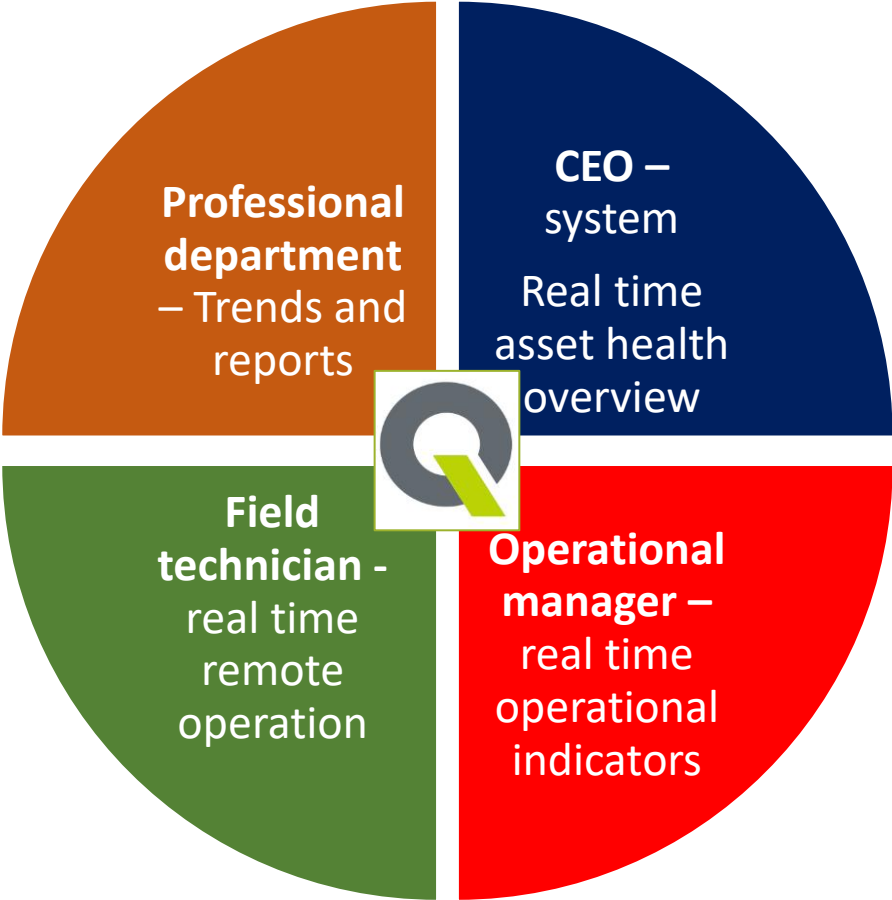 Professional
department
– Trends and
reports
CEO –
system
Real time
asset health
overview
Field
technician -
real time
remote
operation
Operational
manager –
real time
operational
indicators
Q